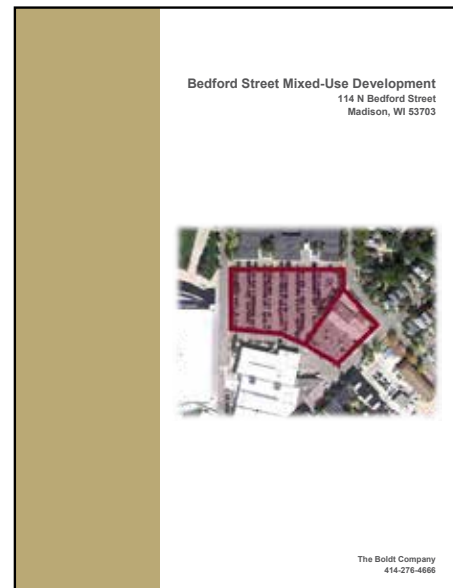 Bedford Street Mixed-Use Development
114 N Bedford Street
Madison, WI 53703
The Boldt Company
414-276-4666